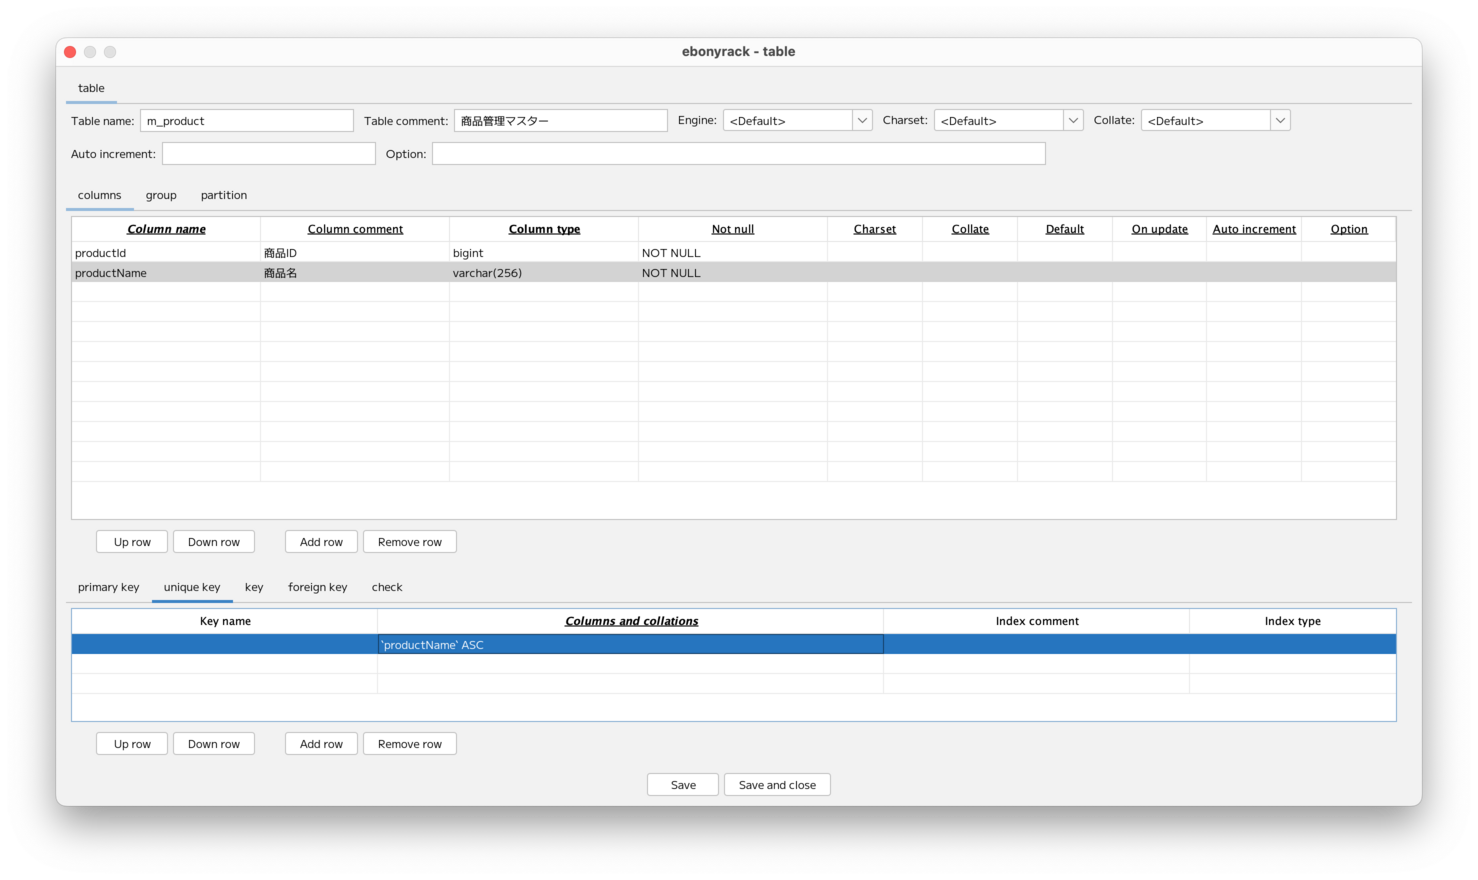 ebonyrack - table
table
Table name: m_product Table comment: 商品管理マスター Engine: <Default> Charset: <Default> Collate: <Default>
Auto increment: Option:
columns group partition
Column name Column comment Column type Not null Charset Collate Default On update Auto increment Option
productId 商品ID bigint NOT NULL
productName 商品名 varchar(256) NOT NULL
Up row Down row Add row Remove row
primary key unique key key foreign key check
Key name Columns and collations Index comment Index type
`productName` ASC
Up row Down row Add row Remove row
Save Save and close